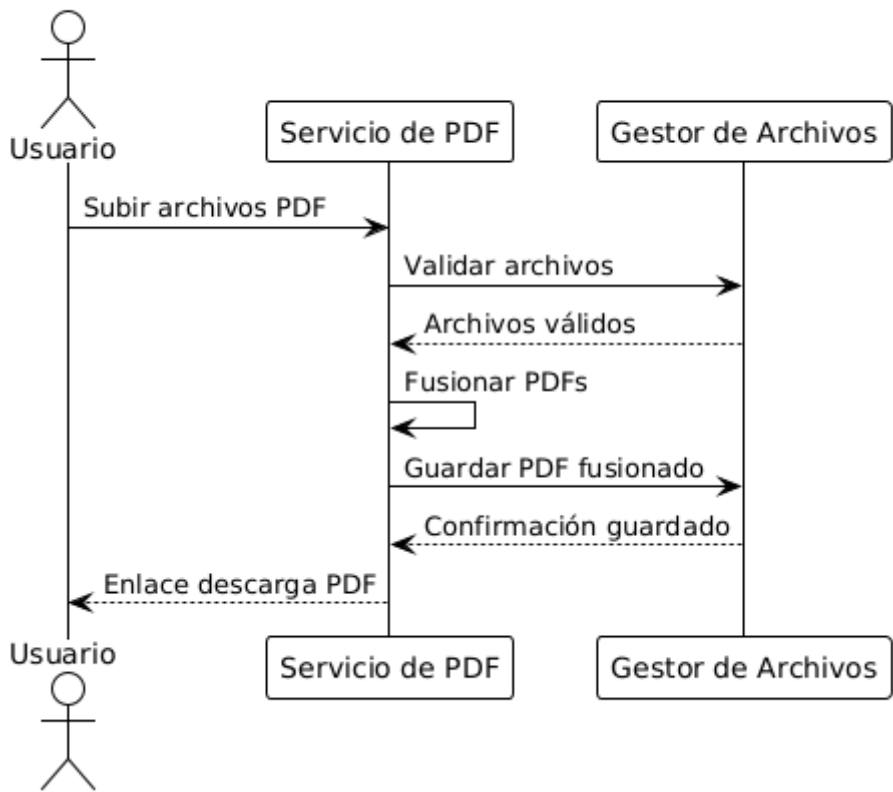 Usuario
Servicio de PDF
Gestor de Archivos
Subir archivos PDF
Validar archivos
Archivos válidos
Fusionar PDFs
Guardar PDF fusionado
Confirmación guardado
Enlace descarga PDF
Usuario
Servicio de PDF
Gestor de Archivos